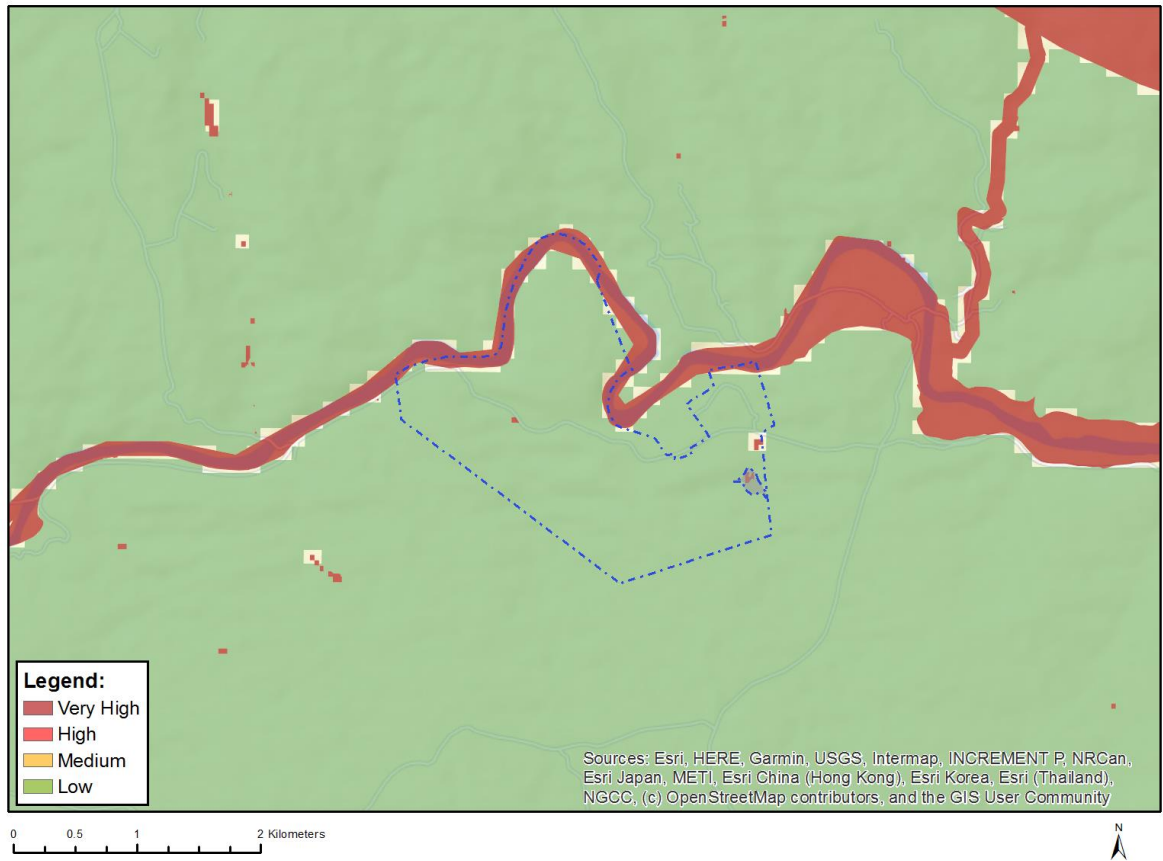 Legend:
Very High
High
Medium
Low
Sources: Esri, HERE, Garmin, USGS, Intermap, INCREMENT P, NRCan,
Esri Japan, METI, Esri China (Hong Kong), Esri Korea, Esri (Thailand),
NGCC, (c) OpenStreetMap contributors, and the GIS User Community
0 0.5 1 2 Kilometers
N